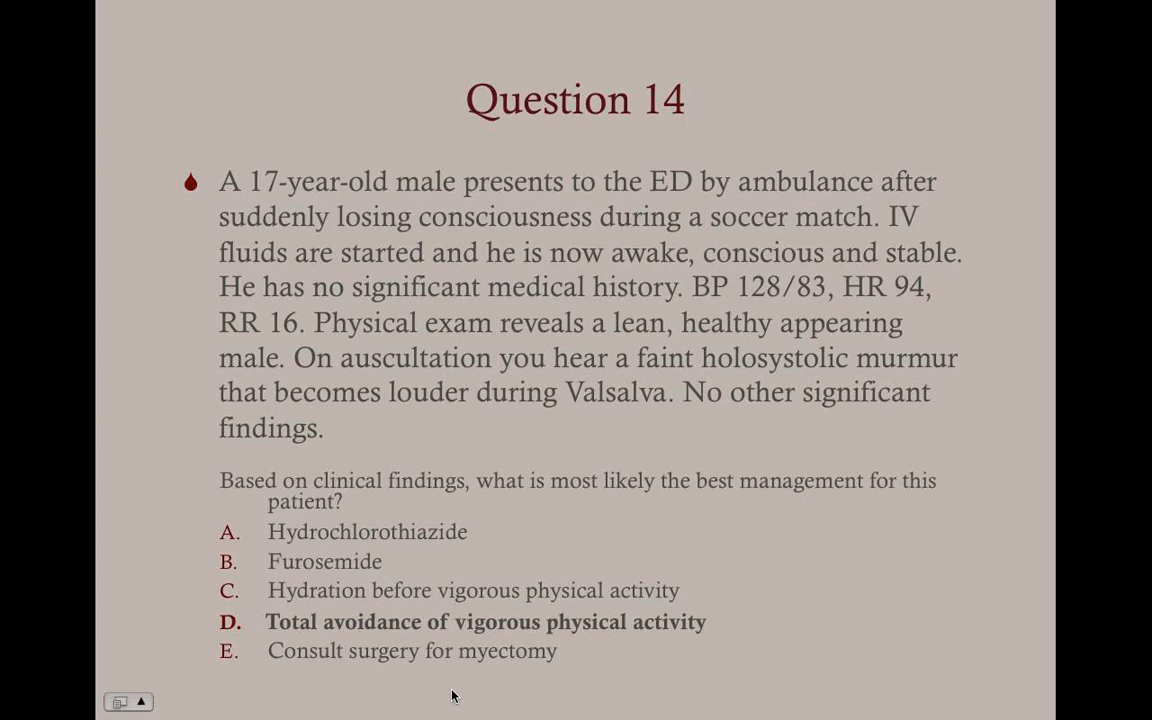 Question 14
A 17-year-old male presents to the ED by ambulance after
suddenly losing consciousness during a soccer match. IV
fluids are started and he is now awake, conscious and stable.
He has no significant medical history. BP 128/83, HR 94,
RR 16. Physical exam reveals a lean, healthy appearing
male. On auscultation you hear a faint holosystolic murmur
that becomes louder during Valsalva. No other significant
findings.
Based on clinical findings, what is most likely the best management for this
patient?
A. Hydrochlorothiazide
B. Furosemide
C. Hydration before vigorous physical activity
D. Total avoidance of vigorous physical activity
E. Consult surgery for myectomy